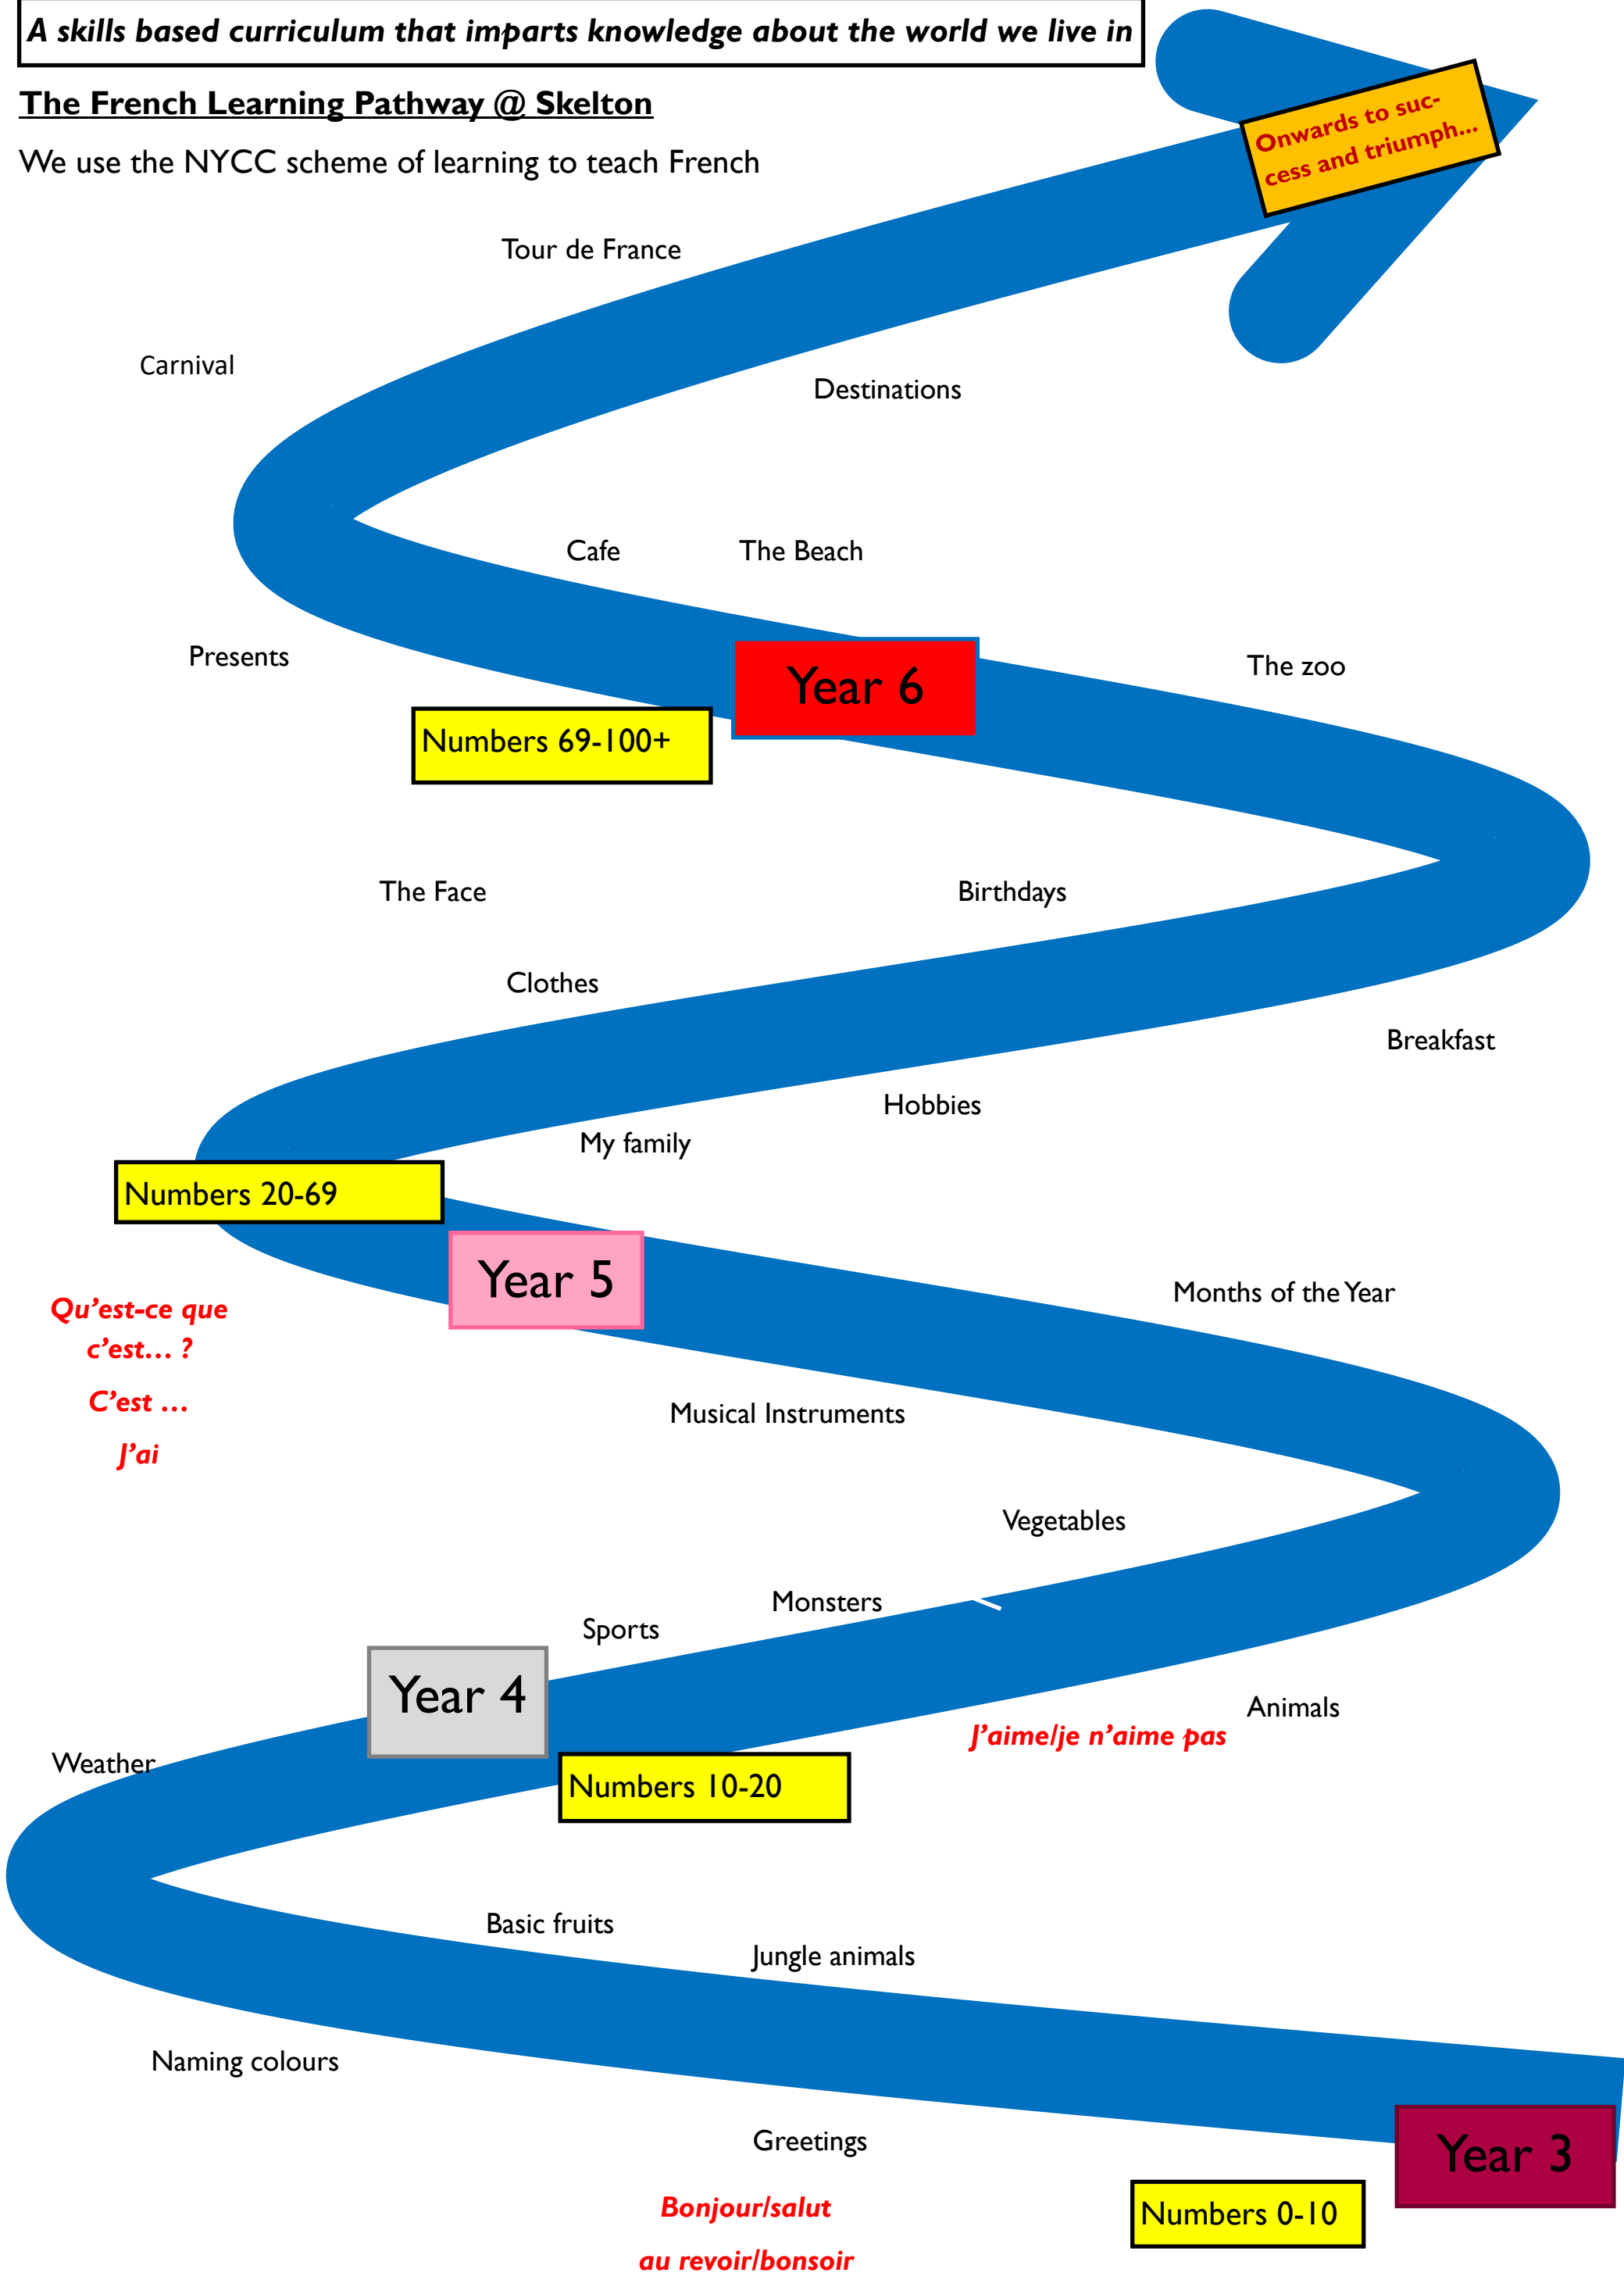 A skills based curriculum that imparts knowledge about the world we live in
The French Learning Pathway @ Skelton
We use the NYCC scheme of learning to teach French
Onwards to suc-
cess and triumph...
Tour de France
Carnival
Destinations
Cafe
The Beach
Presents
Year 6
The zoo
Numbers 69-100+
The Face
Birthdays
Clothes
Breakfast
Hobbies
My family
Numbers 20-69
Year 5
Months of the Year
Qu’est-ce que
c’est… ?
C’est …
J’ai
Musical Instruments
Vegetables
Monsters
Sports
Year 4
Animals
J’aime/je n’aime pas
Weather
Numbers 10-20
Basic fruits
Jungle animals
Naming colours
Greetings
Year 3
Bonjour/salut
au revoir/bonsoir
Numbers 0-10